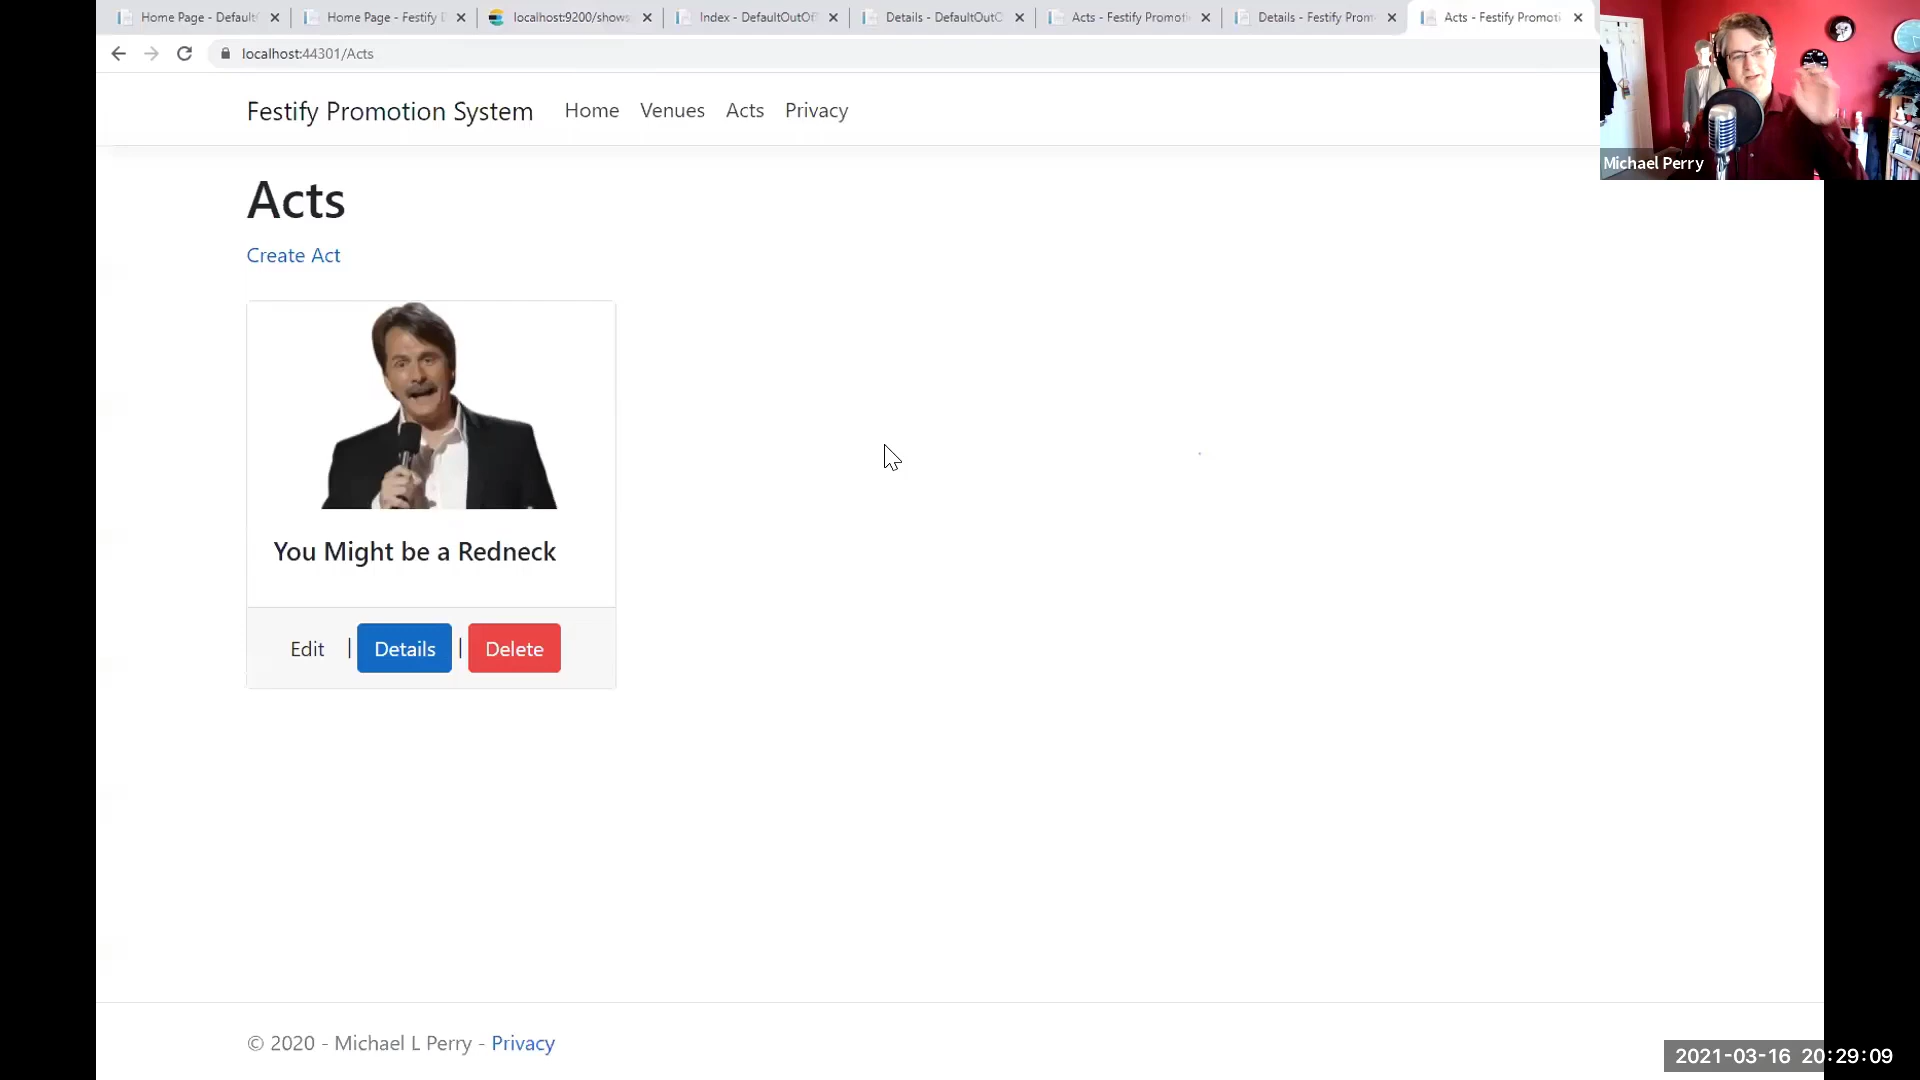 Home Page - Default
Home Page - Festify
localhost:9200/shows
Index - DefaultOutOf
Details - DefaultOutO
Acts - Festify Promoti
Details - Festify Prom
Acts - Festify Promoti
localhost:44301/Acts
Festify Promotion System
Home
Venues
Acts
Privacy
Michael Perry
Acts
Create Act
You Might be a Redneck
Edit | Details | Delete
© 2020 - Michael L Perry - Privacy
2021-03-16 20:29:09